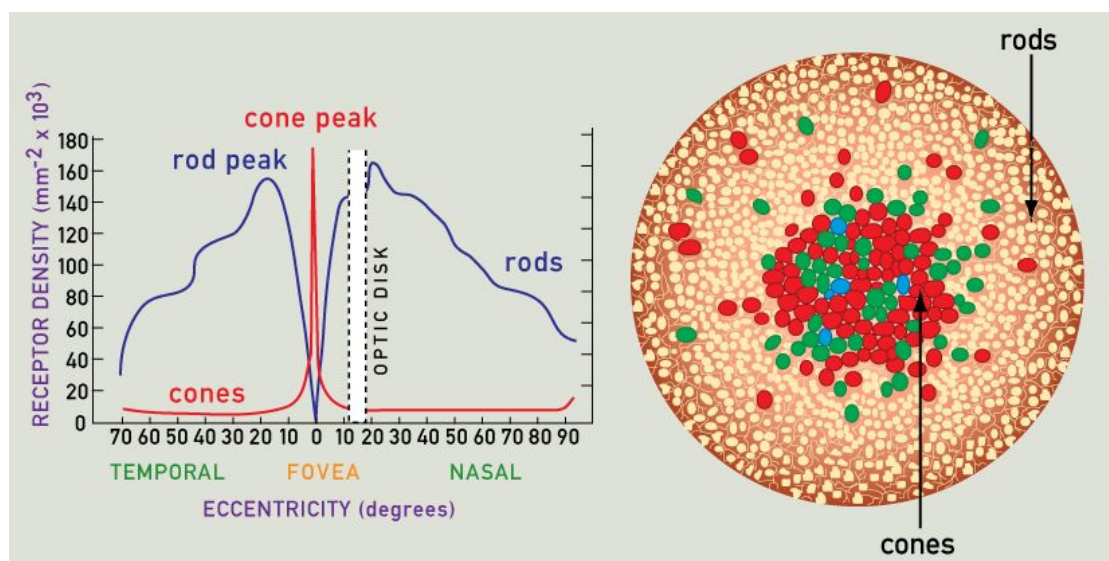 cone peak
rod peak
RECEPTOR DENSITY (mm⁻² x 10³)
180
160
140
120
100
80
60
40
20
0
rods
cones
OPTIC DISK
70 60 50 40 30 20 10 0 10 20 30 40 50 60 70 80 90
TEMPORAL FOVEA NASAL
ECCENTRICITY (degrees)
rods
cones